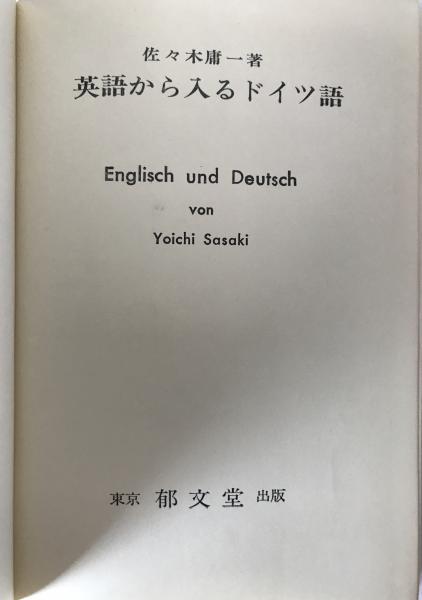 佐々木庸一著
英語から入るドイツ語
Englisch und Deutsch
von
Yoichi Sasaki
東京 郁文堂 出版